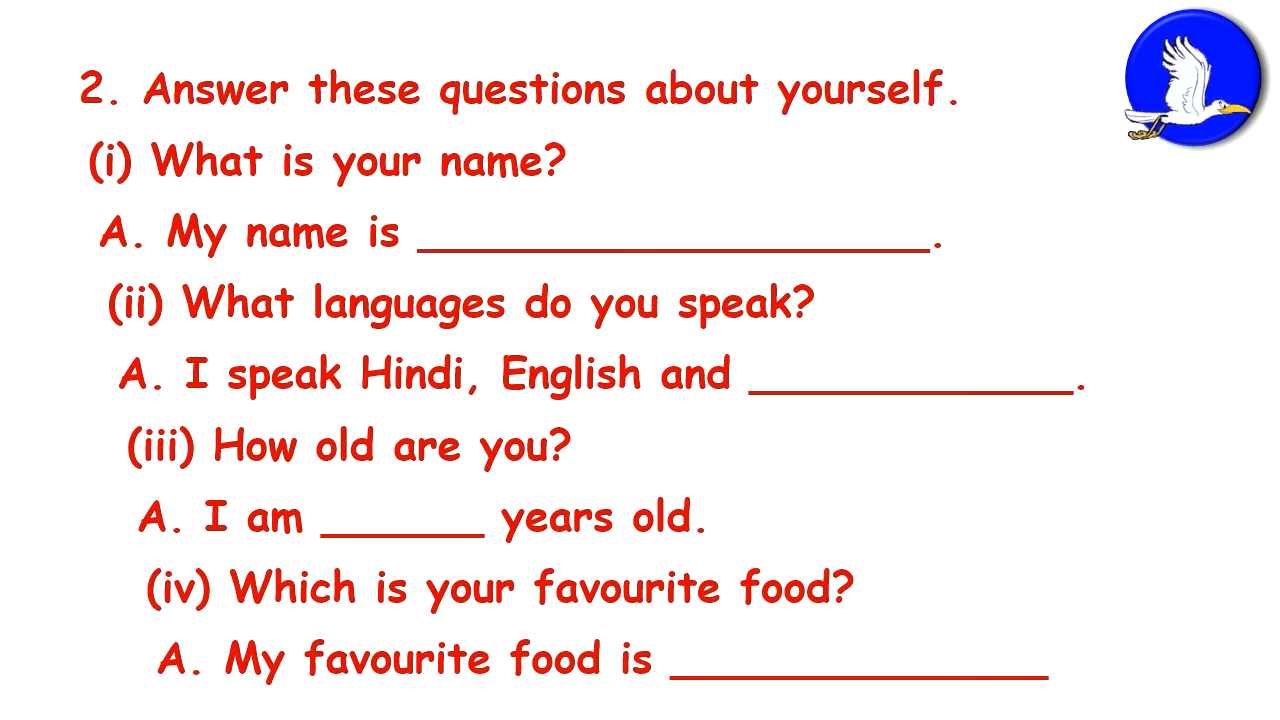 2. Answer these questions about yourself.
(i) What is your name?
A. My name is ____________________.
(ii) What languages do you speak?
A. I speak Hindi, English and _____________.
(iii) How old are you?
A. I am ______ years old.
(iv) Which is your favourite food?
A. My favourite food is _______________